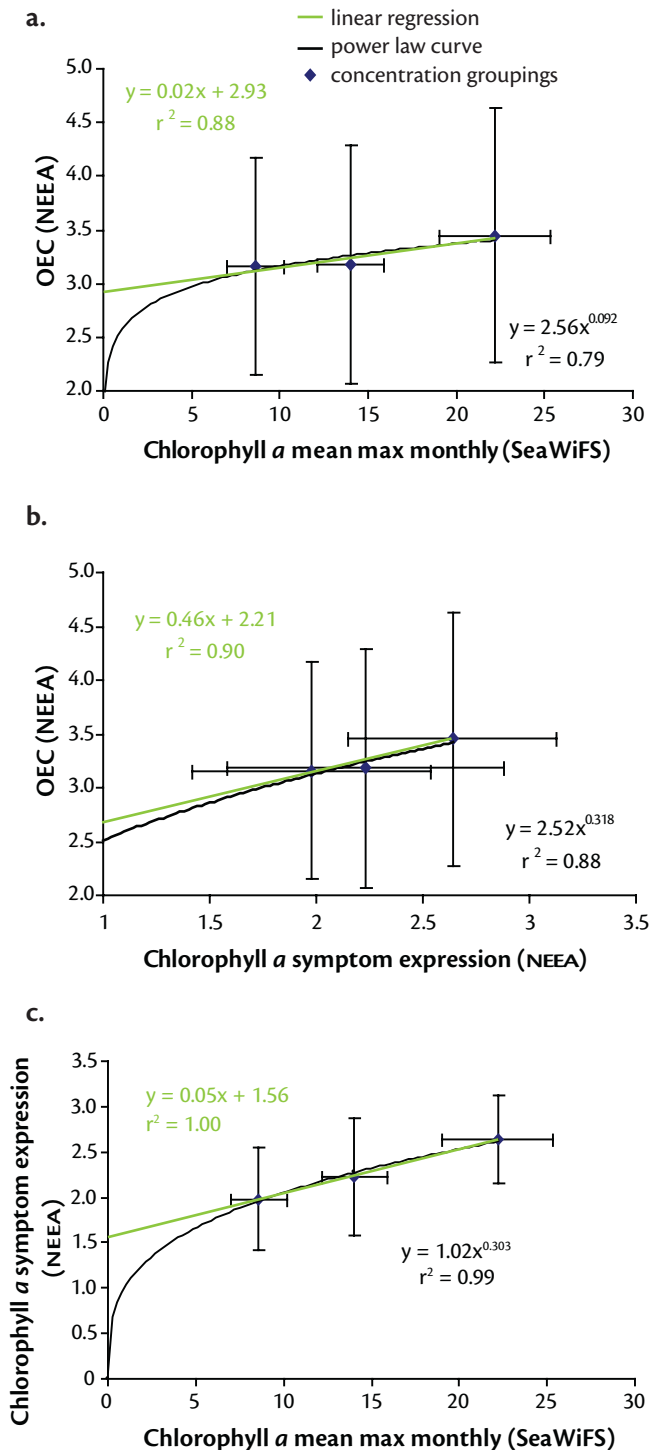 a.
linear regression
power law curve
concentration groupings
5.0
4.5
4.0
3.5
3.0
2.5
2.0
OEC (NEEA)
y = 0.02x + 2.93
r 2 = 0.88
y = 2.56x^0.092
r 2 = 0.79
0 5 10 15 20 25 30
Chlorophyll a mean max monthly (SeaWiFS)
b.
5.0
4.5
4.0
3.5
3.0
2.5
2.0
OEC (NEEA)
y = 0.46x + 2.21
r 2 = 0.90
y = 2.52x^0.318
r 2 = 0.88
1 1.5 2 2.5 3 3.5
Chlorophyll a symptom expression (NEEA)
c.
Chlorophyll a symptom expression
(NEEA)
3.5
3.0
2.5
2.0
1.5
1.0
0.5
0
y = 0.05x + 1.56
r² = 1.00
y = 1.02x^0.303
r² = 0.99
0 5 10 15 20 25 30
Chlorophyll a mean max monthly (SeaWiFS)